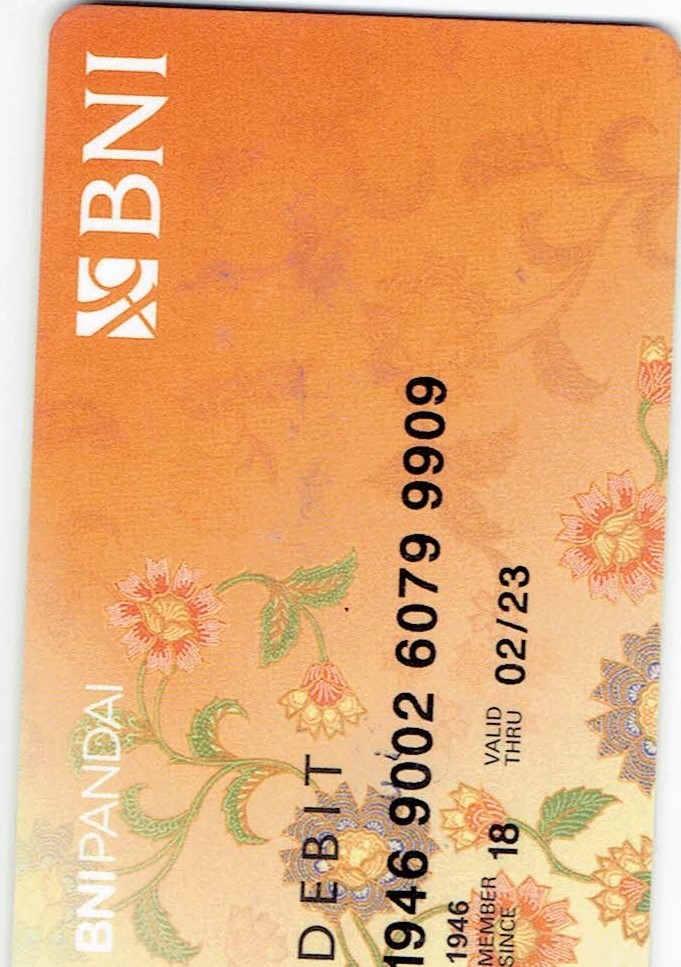 BNI PANDAI
BNI
DEBIT
1946 9002 6079 9909
1946
MEMBER SINCE 18 VALID THRU 02/23